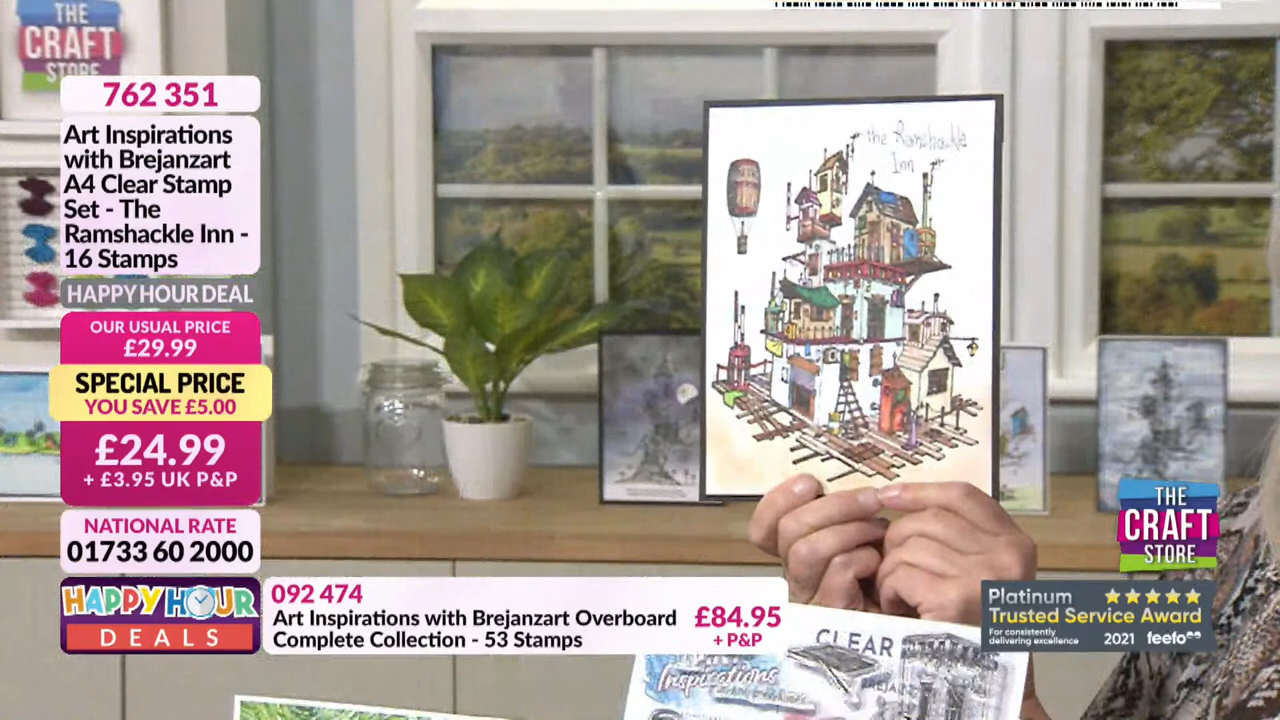 THE
CRAFT
STORE
762 351
Art Inspirations
with Brejanzart
A4 Clear Stamp
Set - The
Ramshackle Inn -
16 Stamps
HAPPY HOUR DEAL
OUR USUAL PRICE
£29.99
SPECIAL PRICE
YOU SAVE £5.00
£24.99
+ £3.95 UK P&P
NATIONAL RATE
01733 60 2000
HAPPY HOUR
DEALS
092 474
Art Inspirations with Brejanzart Overboard
Complete Collection - 53 Stamps
£84.95
+ P&P
the Ramshackle
Inn
THE
CRAFT
STORE
Platinum
Trusted Service Award
For consistently
delivering excellence
2021 feefo
CLEAR
Inspirations